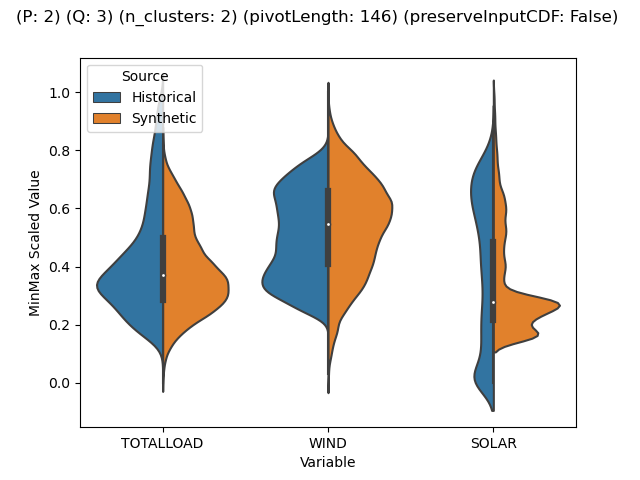 (P: 2) (Q: 3) (n_clusters: 2) (pivotLength: 146) (preserveInputCDF: False)
Source
Historical
Synthetic
MinMax Scaled Value
1.0
0.8
0.6
0.4
0.2
0.0
TOTALLOAD WIND SOLAR
Variable